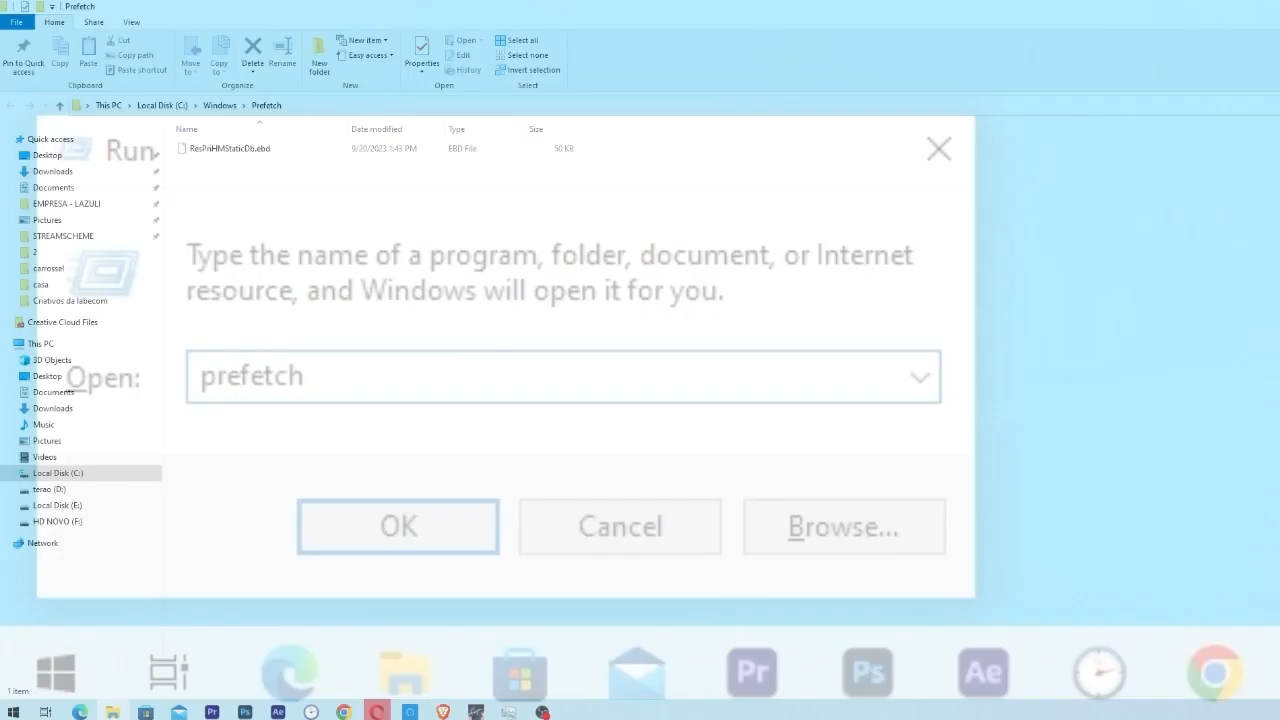 Prefetch
File Home Share View
Pin to Quick access
Copy
Paste
Cut
Copy path
Paste shortcut
Clipboard
Move to
Copy to
Delete
Rename
Organize
New folder
New item
Easy access
New
Properties
Open
Edit
History
Open
Select all
Select none
Invert selection
Select
This PC > Local Disk (C:) > Windows > Prefetch
Name Date modified Type Size
ResPriHMStaticDb.ebd 9/20/2023 1:43 PM EBD File 50 KB
Quick access
Desktop
Downloads
Documents
EMPRESA - LAZULI
Pictures
STREAMSCHEME
2
carossel
casa
Criativos da labecom
Creative Cloud Files
This PC
3D Objects
Desktop
Documents
Downloads
Music
Pictures
Videos
Local Disk (C:)
terao (D:)
Local Disk (E:)
HD NOVO (F:)
Network
Run
Type the name of a program, folder, document, or Internet
resource, and Windows will open it for you.
Open: prefetch
OK Cancel Browse...
Pr Ps Ae
1 item
Pr Ps Ae